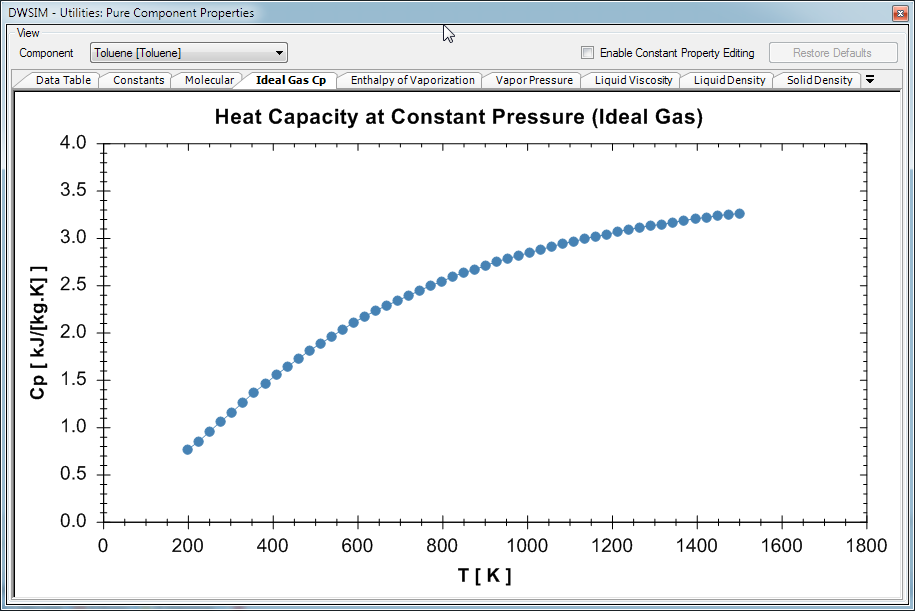 DWSIM - Utilities: Pure Component Properties
View
Component Toluene [Toluene] Enable Constant Property Editing Restore Defaults
Data Table Constants Molecular Ideal Gas Cp Enthalpy of Vaporization Vapor Pressure Liquid Viscosity Liquid Density Solid Density
Heat Capacity at Constant Pressure (Ideal Gas)
4.0
3.5
3.0
2.5
2.0
1.5
1.0
0.5
0.0
Cp [ kJ/[kg.K] ]
0 200 400 600 800 1000 1200 1400 1600 1800
T [ K ]